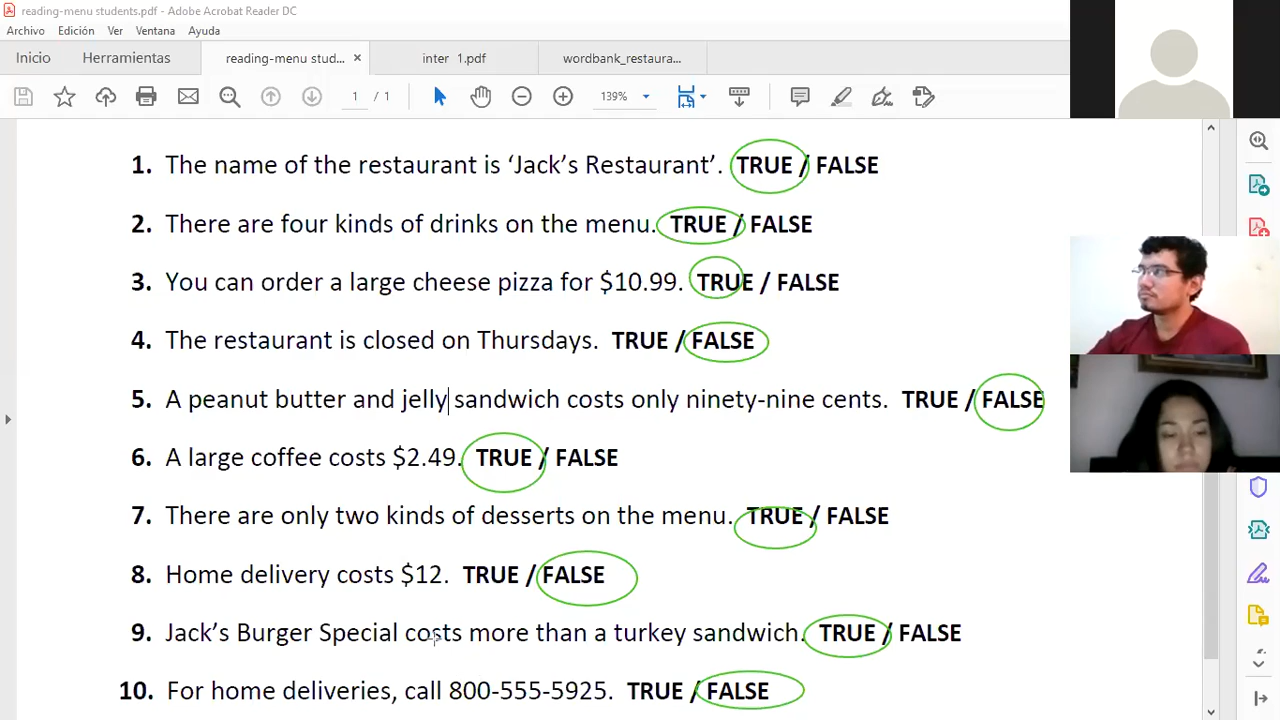 reading-menu students.pdf - Adobe Acrobat Reader DC
Archivo Edición Ver Ventana Ayuda
Inicio Herramientas reading-menu stud... × inter 1.pdf wordbank_restaura...
1 / 1 139%
1. The name of the restaurant is ‘Jack’s Restaurant’. TRUE / FALSE
2. There are four kinds of drinks on the menu. TRUE / FALSE
3. You can order a large cheese pizza for $10.99. TRUE / FALSE
4. The restaurant is closed on Thursdays. TRUE / FALSE
5. A peanut butter and jelly sandwich costs only ninety-nine cents. TRUE / FALSE
6. A large coffee costs $2.49. TRUE / FALSE
7. There are only two kinds of desserts on the menu. TRUE / FALSE
8. Home delivery costs $12. TRUE / FALSE
9. Jack’s Burger Special costs more than a turkey sandwich. TRUE / FALSE
10. For home deliveries, call 800-555-5925. TRUE / FALSE